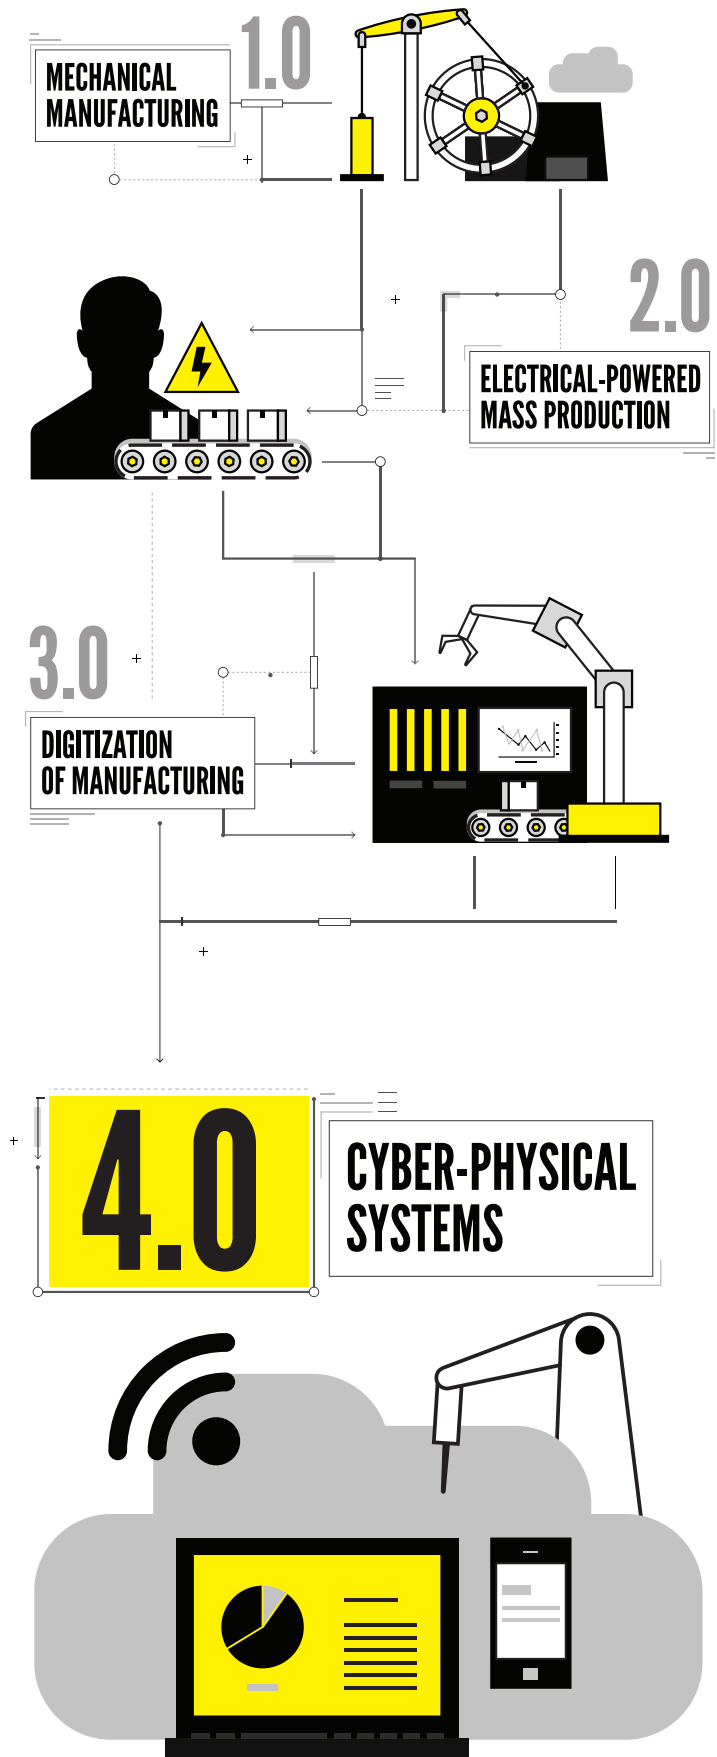 1.0
MECHANICAL
MANUFACTURING
2.0
ELECTRICAL-POWERED
MASS PRODUCTION
3.0
DIGITIZATION
OF MANUFACTURING
4.0
CYBER-PHYSICAL
SYSTEMS